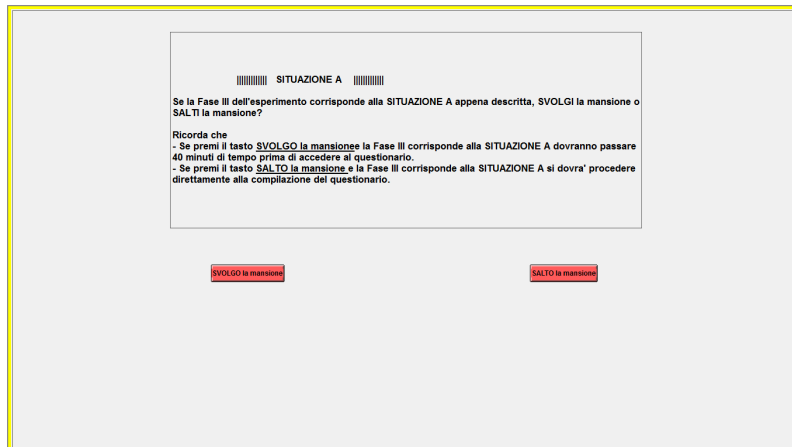 |||||||||||| SITUAZIONE A ||||||||||||
Se la Fase III dell'esperimento corrisponde alla SITUAZIONE A appena descritta, SVOLGI la mansione o
SALTI la mansione?
Ricorda che
- Se premi il tasto SVOLGO la mansionee la Fase III corrisponde alla SITUAZIONE A dovranno passare
40 minuti di tempo prima di accedere al questionario.
- Se premi il tasto SALTO la mansione e la Fase III corrisponde alla SITUAZIONE A si dovra' procedere
direttamente alla compilazione del questionario.
SVOLGO la mansione
SALTO la mansione